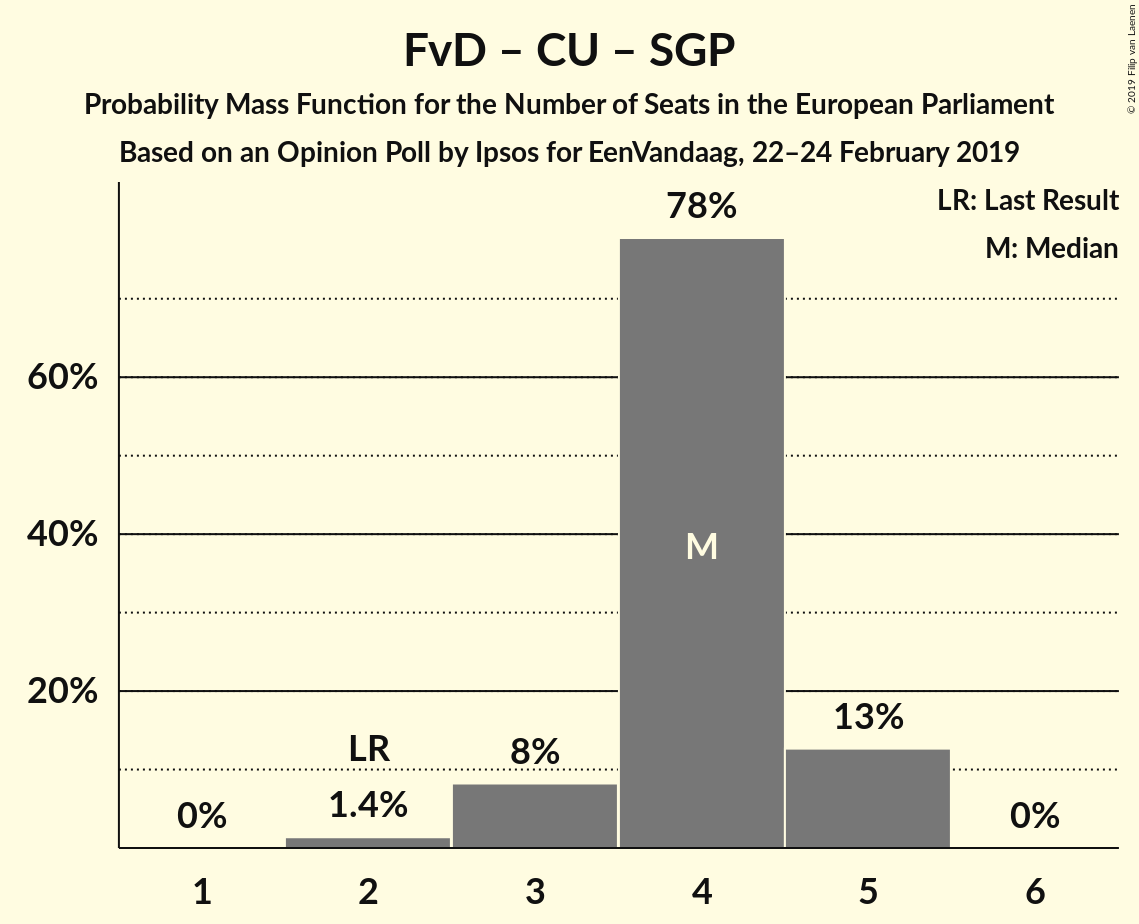 FvD – CU – SGP
Probability Mass Function for the Number of Seats in the European Parliament
Based on an Opinion Poll by Ipsos for EenVandaag, 22–24 February 2019
© 2019 Filip van Laenen
LR: Last Result
M: Median
78%
60%
40%
M
20%
13%
LR
8%
1.4%
0%
0%
1 2 3 4 5 6